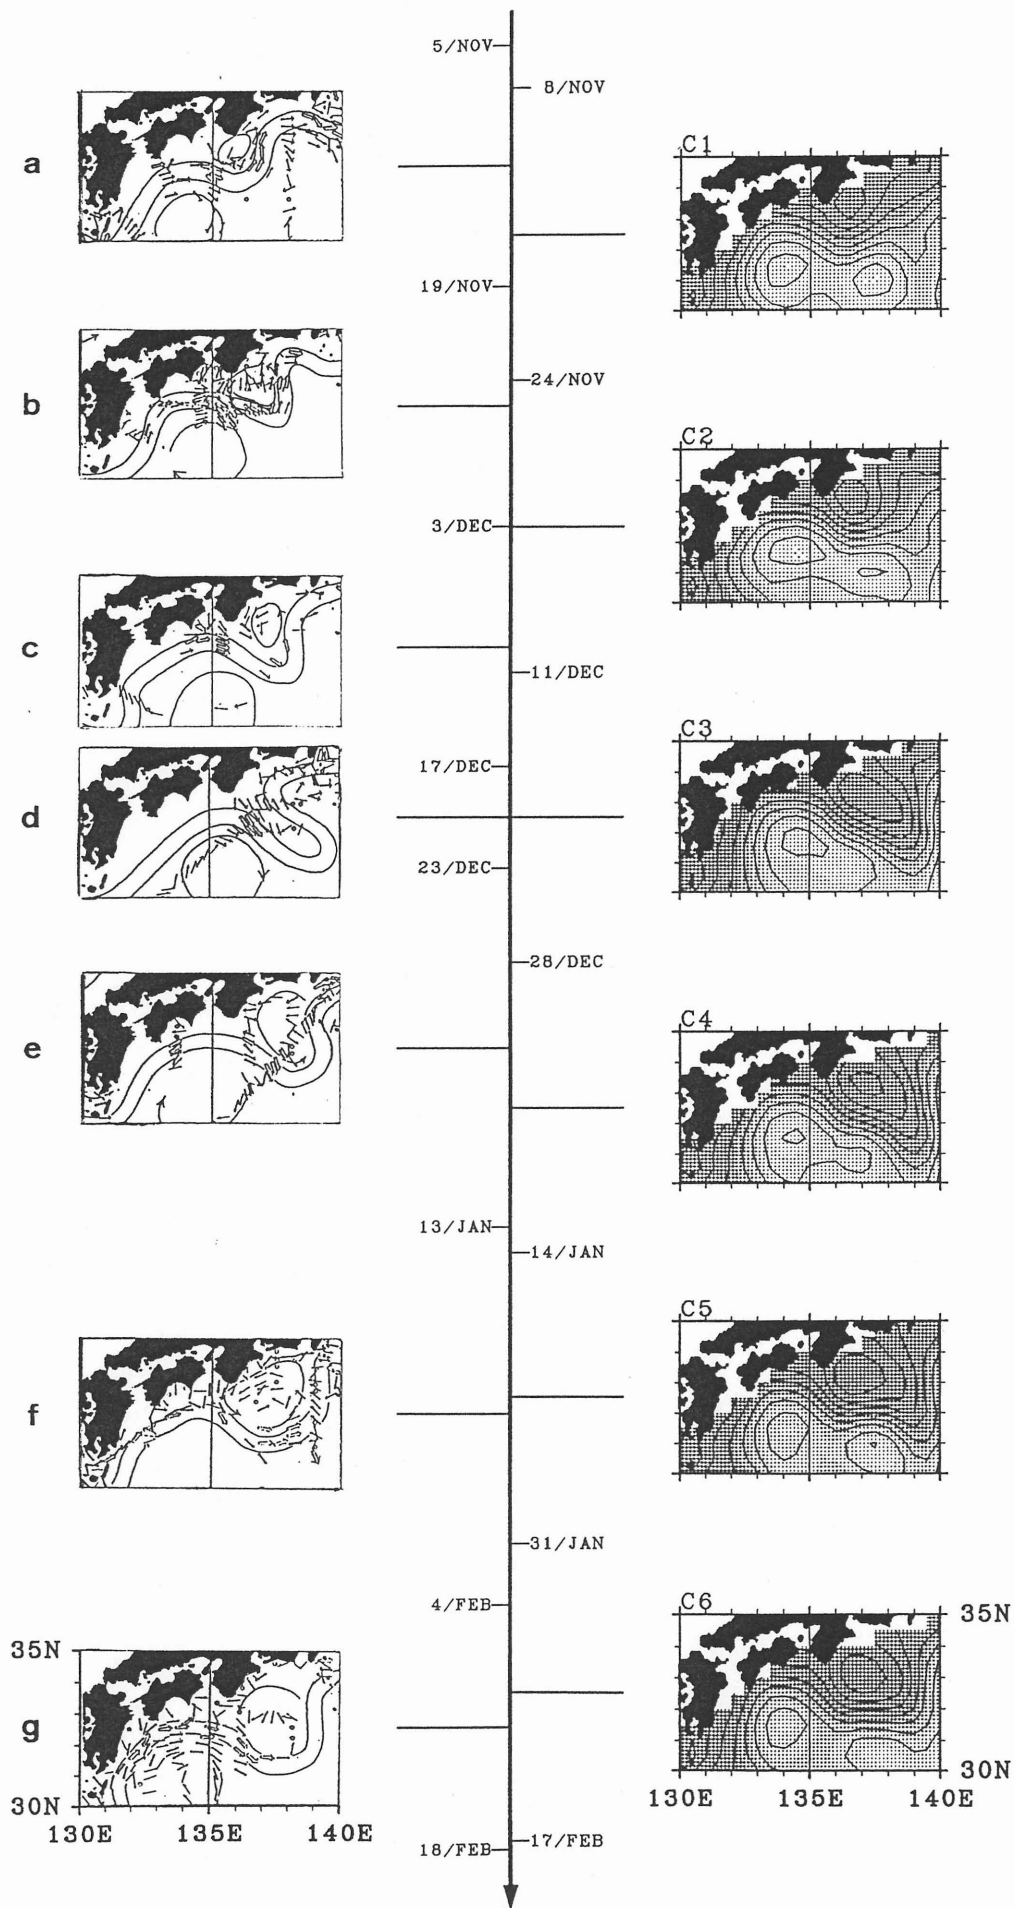 5/NOV
8/NOV
a
C1
19/NOV
24/NOV
b
C2
3/DEC
c
11/DEC
C3
17/DEC
d
23/DEC
28/DEC
e
C4
13/JAN
14/JAN
C5
f
31/JAN
4/FEB
C6
35N
35N
g
30N
30N
130E 135E 140E
130E 135E 140E
17/FEB
18/FEB